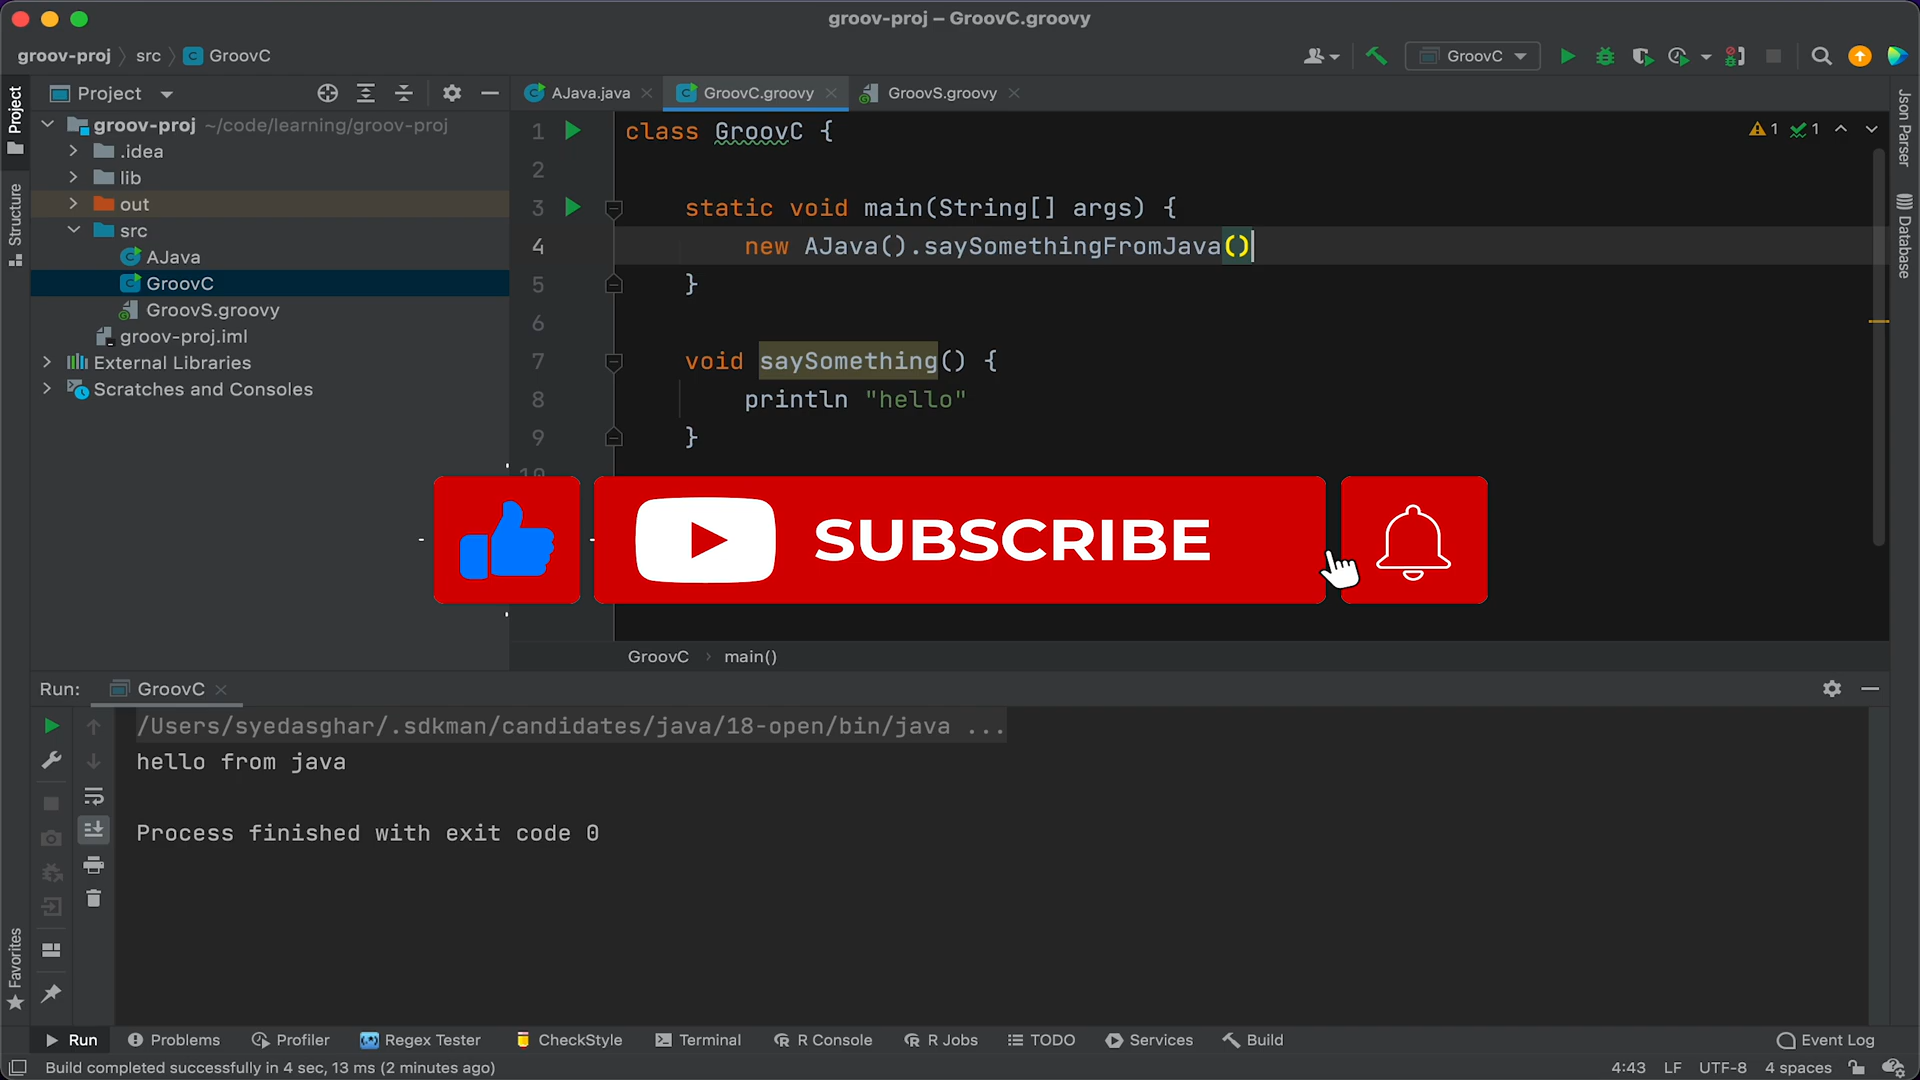 groov-proj – GroovC.groovy
groov-proj src GroovC
GroovC
Project
AJava.java GroovC.groovy GroovS.groovy
Project
Structure
Favorites
Json Parser
Database
groov-proj ~/code/learning/groov-proj
.idea
lib
out
src
AJava
GroovC
GroovS.groovy
groov-proj.iml
External Libraries
Scratches and Consoles
1 class GroovC {
1 1
2
3 static void main(String[] args) {
4 new AJava().saySomethingFromJava()
5 }
6
7 void saySomething() {
8 println "hello"
9 }
10
SUBSCRIBE
GroovC main()
Run: GroovC
/Users/syedasghar/.sdkman/candidates/java/18-open/bin/java ...
hello from java
Process finished with exit code 0
Run Problems Profiler Regex Tester CheckStyle Terminal R Console R Jobs TODO Services Build Event Log
Build completed successfully in 4 sec, 13 ms (2 minutes ago) 4:43 LF UTF-8 4 spaces